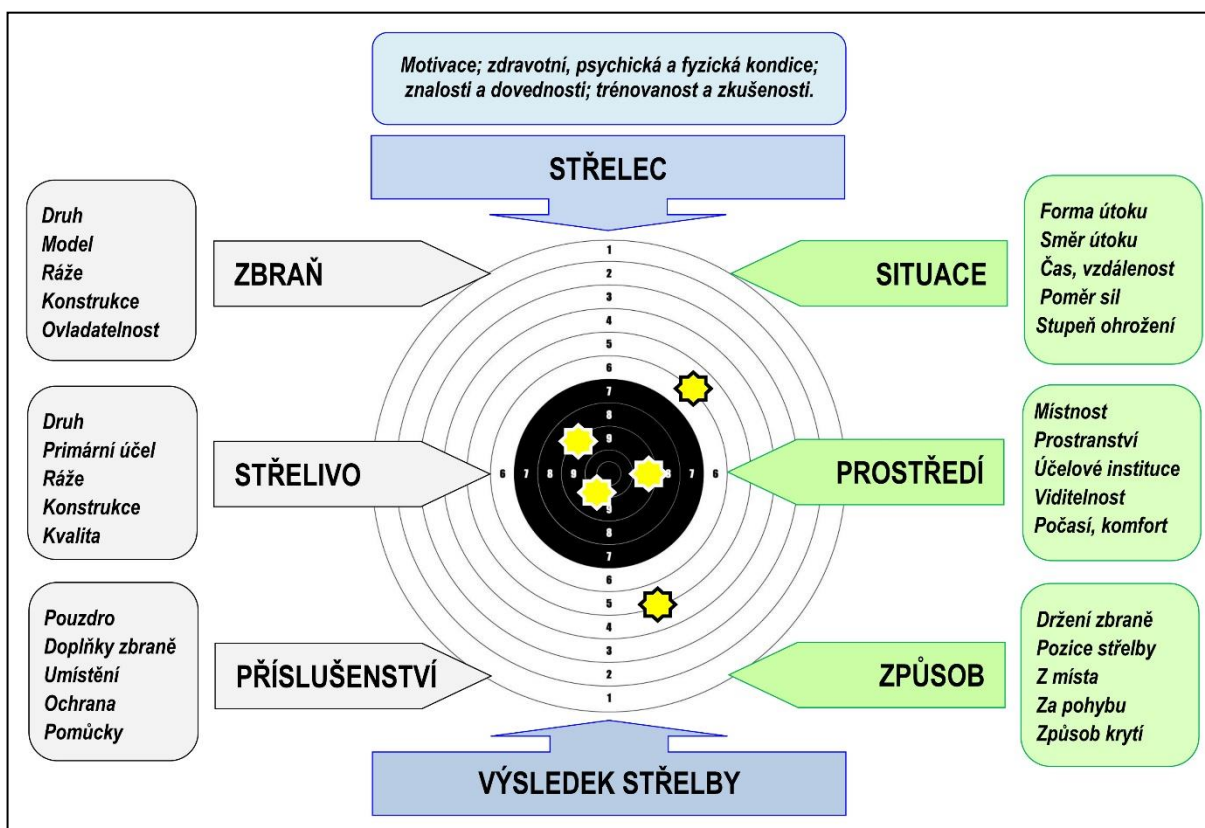 Motivace; zdravotní, psychická a fyzická kondice;
znalosti a dovednosti; trénovanost a zkušenosti.
STŘELEC
Druh
Model
Ráže
Konstrukce
Ovladatelnost
ZBRAŇ
Druh
Primární účel
Ráže
Konstrukce
Kvalita
STŘELIVO
Pouzdro
Doplňky zbraně
Umístění
Ochrana
Pomůcky
PŘÍSLUŠENSTVÍ
1
2
3
4
5
6
7
8
9
6 7 8 9 8 7 6
9
8
7
6
5
4
3
2
1
SITUACE
Forma útoku
Směr útoku
Čas, vzdálenost
Poměr sil
Stupeň ohrožení
PROSTŘEDÍ
Místnost
Prostranství
Účelové instituce
Viditelnost
Počasí, komfort
ZPŮSOB
Držení zbraně
Pozice střelby
Z místa
Za pohybu
Způsob krytí
VÝSLEDEK STŘELBY